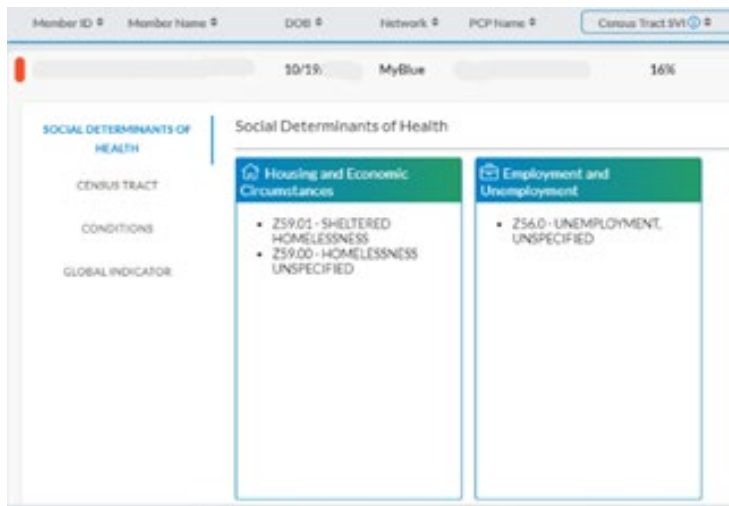 Member ID Member Name DOB Network PCP Name Census Tract SVI
10/19/ MyBlue 16%
SOCIAL DETERMINANTS OF
HEALTH
CENSUS TRACT
CONDITIONS
GLOBAL INDICATOR
Social Determinants of Health
Housing and Economic
Circumstances
• Z59.01 - SHELTERED
HOMELESSNESS
• Z59.00 - HOMELESSNESS
UNSPECIFIED
Employment and
Unemployment
• Z56.0 - UNEMPLOYMENT,
UNSPECIFIED